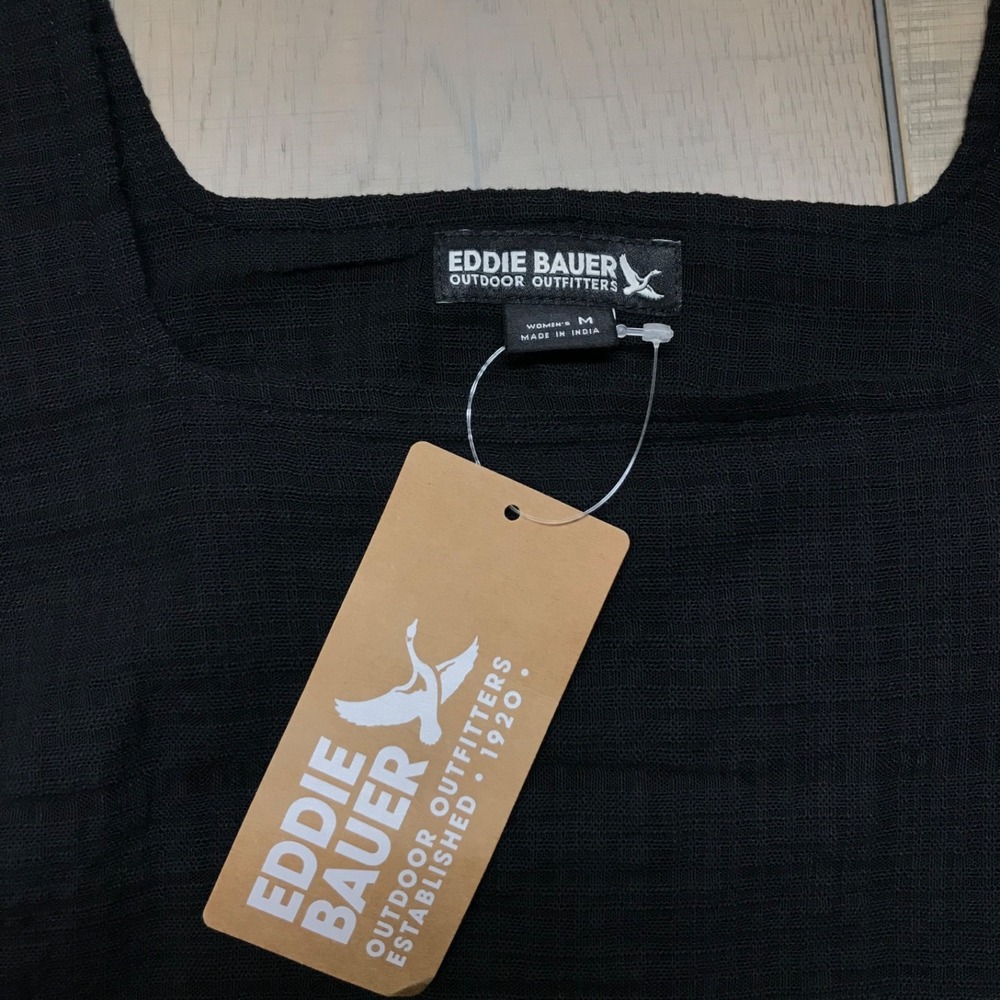 EDDIE BAUER
OUTDOOR OUTFITTERS
WOMEN'S M
MADE IN INDIA
EDDIE
BAUER
OUTDOOR OUTFITTERS
ESTABLISHED • 1920 •